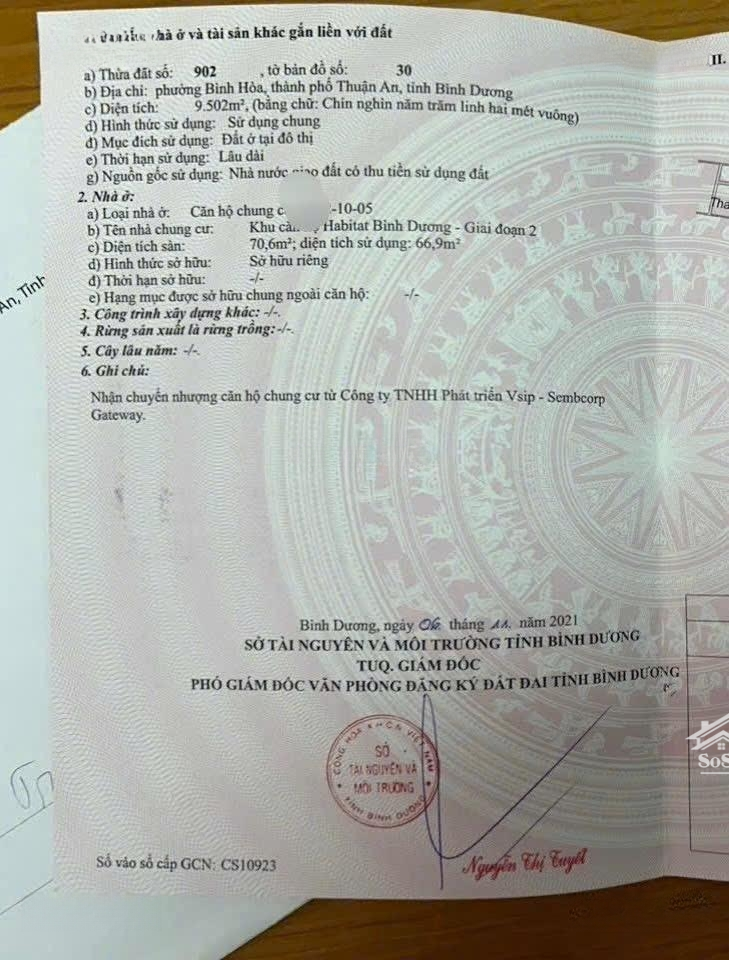 nhà ở và tài sản khác gắn liền với đất
II.
a) Thửa đất số: 902 , tờ bản đồ số: 30
b) Địa chỉ: phường Bình Hòa, thành phố Thuận An, tỉnh Bình Dương
c) Diện tích: 9.502m², (bằng chữ: Chín nghìn năm trăm linh hai mét vuông)
d) Hình thức sử dụng: Sử dụng chung
đ) Mục đích sử dụng: Đất ở tại đô thị
e) Thời hạn sử dụng: Lâu dài
g) Nguồn gốc sử dụng: Nhà nước giao đất có thu tiền sử dụng đất
2. Nhà ở:
a) Loại nhà ở: Căn hộ chung -10-05
b) Tên nhà chung cư: Khu căn hộ Habitat Bình Dương - Giai đoạn 2
c) Diện tích sàn: 70,6m²; diện tích sử dụng: 66,9m²
d) Hình thức sở hữu: Sở hữu riêng
đ) Thời hạn sở hữu: -/-
e) Hạng mục được sở hữu chung ngoài căn hộ: -/-
3. Công trình xây dựng khác: -/-.
4. Rừng sản xuất là rừng trồng:-/-.
5. Cây lâu năm: -/-.
6. Ghi chú:
Nhận chuyển nhượng căn hộ chung cư từ Công ty TNHH Phát triển Vsip - Sembcorp
Gateway.
An, Tỉnh
Bình Dương, ngày 06 tháng 11 năm 2021
SỞ TÀI NGUYÊN VÀ MÔI TRƯỜNG TỈNH BÌNH DƯƠNG
TUQ. GIÁM ĐỐC
PHÓ GIÁM ĐỐC VĂN PHÒNG ĐĂNG KÝ ĐẤT ĐAI TỈNH BÌNH DƯƠNG
CỘNG HÒA XHCN VIỆT NAM
SỞ
TÀI NGUYÊN VÀ
MÔI TRƯỜNG
TỈNH BÌNH DƯƠNG
Số vào sổ cấp GCN: CS10923
Nguyễn Thị Tuyết